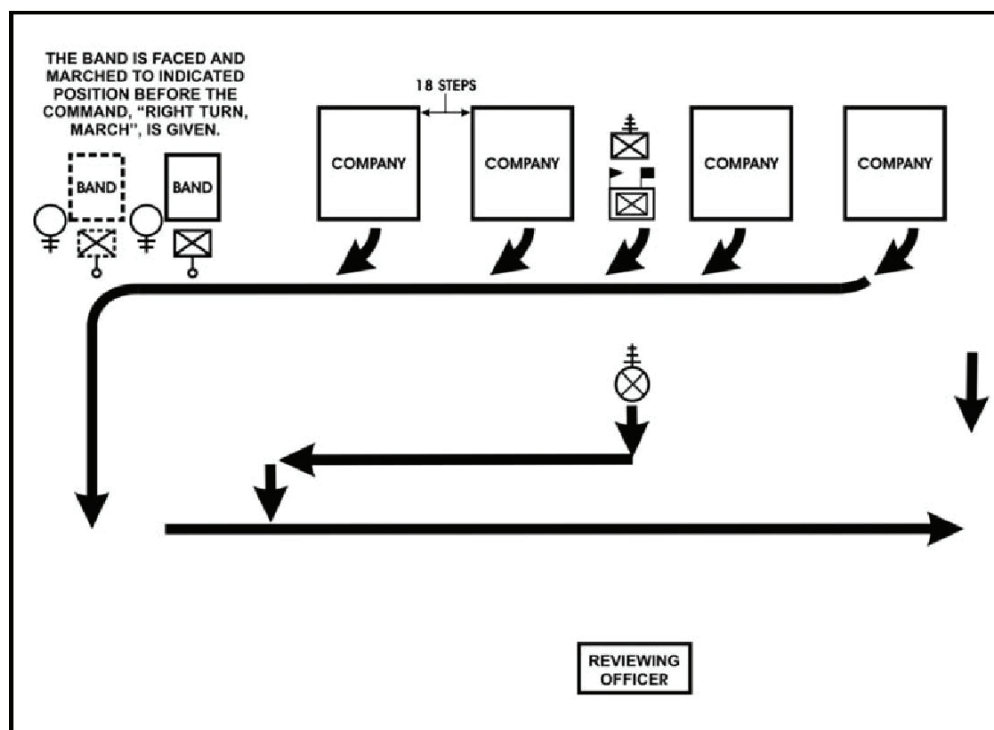 THE BAND IS FACED AND
MARCHED TO INDICATED
POSITION BEFORE THE
COMMAND, "RIGHT TURN,
MARCH", IS GIVEN.
18 STEPS
BAND
BAND
COMPANY
COMPANY
COMPANY
COMPANY
REVIEWING
OFFICER